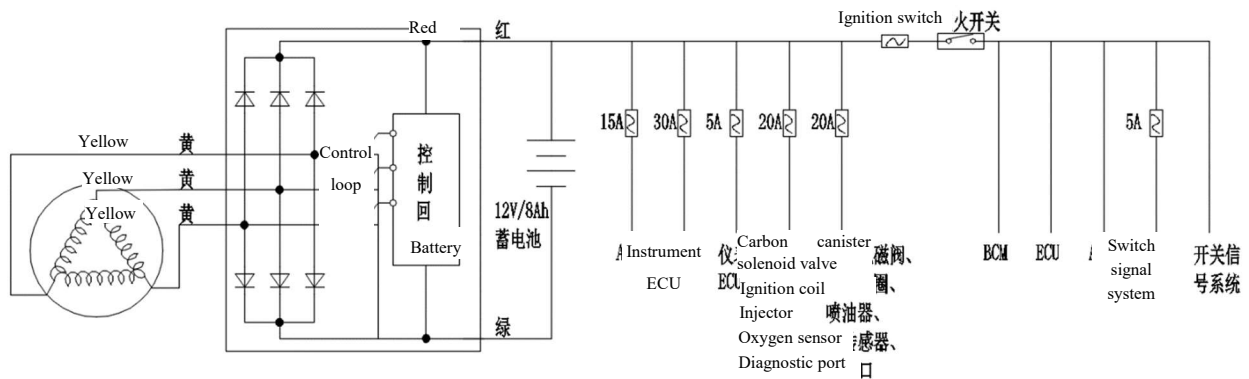 Ignition switch
火开关
Red
红
15A
30A
5A
20A
20A
5A
Yellow
黄
Control
控制回
Yellow
黄
loop
Yellow
黄
12V/8Ah
蓄电池
Battery
A
Instrument
ECU
仪
ECU
Carbon canister
solenoid valve
Ignition coil
Injector
Oxygen sensor
Diagnostic port
磁阀、
圈、
喷油器、
感器、
口
BCM
ECU
A
Switch
signal
system
开关信
号系统
绿